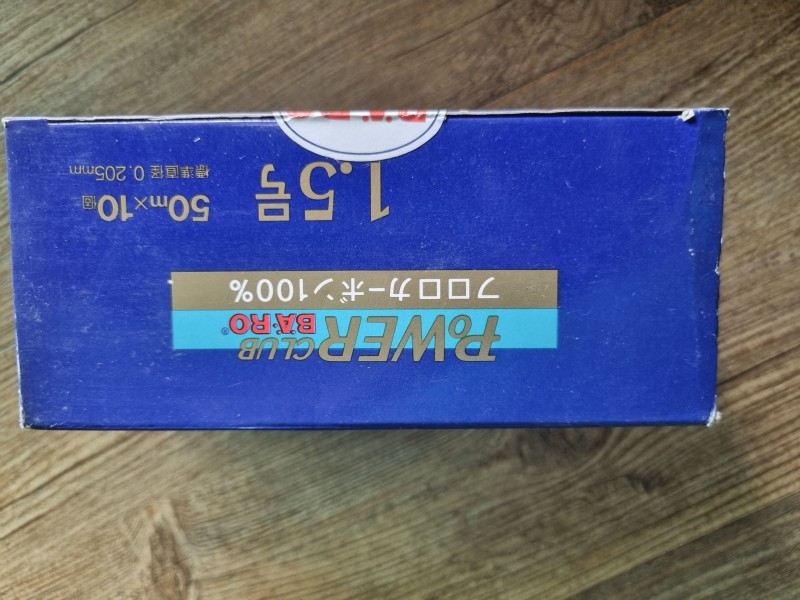 POWER CLUB BÄ·RO®
フロロカーボン100%
1.5号
50m×10個
標準直径 0.205mm